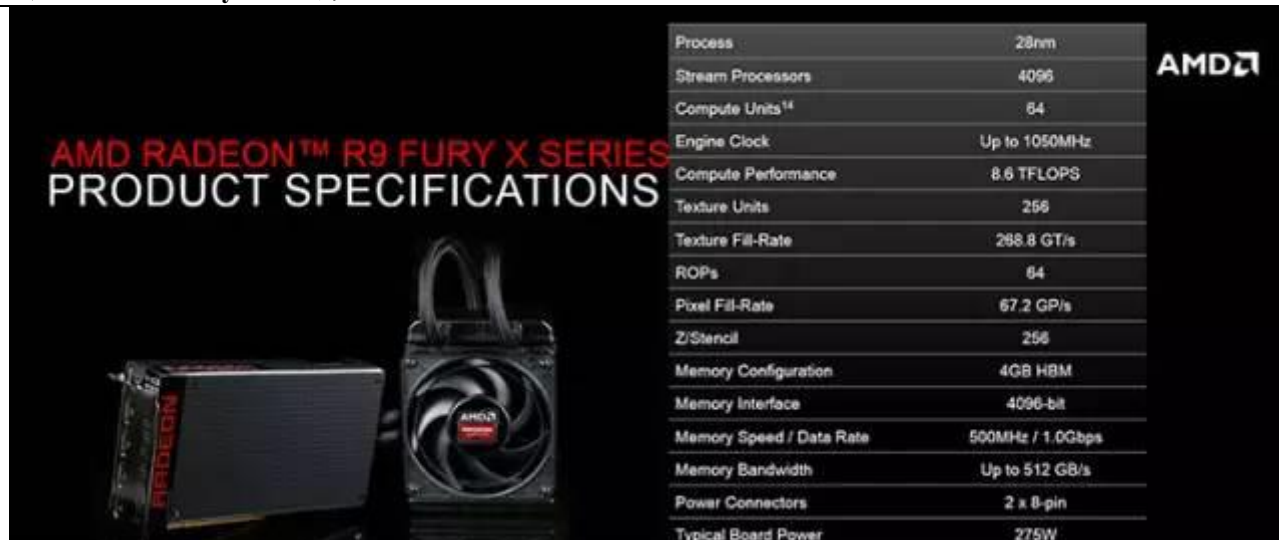 AMD RADEON™ R9 FURY X SERIES
PRODUCT SPECIFICATIONS
AMD
Process 28nm
Stream Processors 4096
Compute Units14 64
Engine Clock Up to 1050MHz
Compute Performance 8.6 TFLOPS
Texture Units 256
Texture Fill-Rate 268.8 GT/s
ROPs 64
Pixel Fill-Rate 67.2 GP/s
Z/Stencil 256
Memory Configuration 4GB HBM
Memory Interface 4096-bit
Memory Speed / Data Rate 500MHz / 1.0Gbps
Memory Bandwidth Up to 512 GB/s
Power Connectors 2 x 8-pin
Typical Board Power 275W
RADEON
AMD